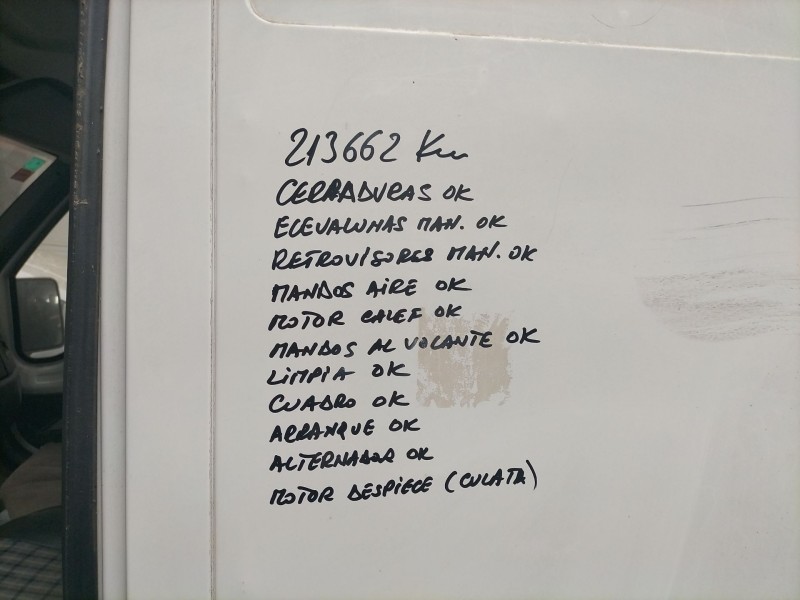 213662 Km
CERRADURAS OK
ELEVALUNAS MAN. OK
RETROVISORES MAN. OK
MANDOS AIRE OK
MOTOR CALEF OK
MANDOS AL VOLANTE OK
LIMPIA OK
CUADRO OK
ARRANQUE OK
ALTERNADOR OK
MOTOR DESPIECE (CULATA)